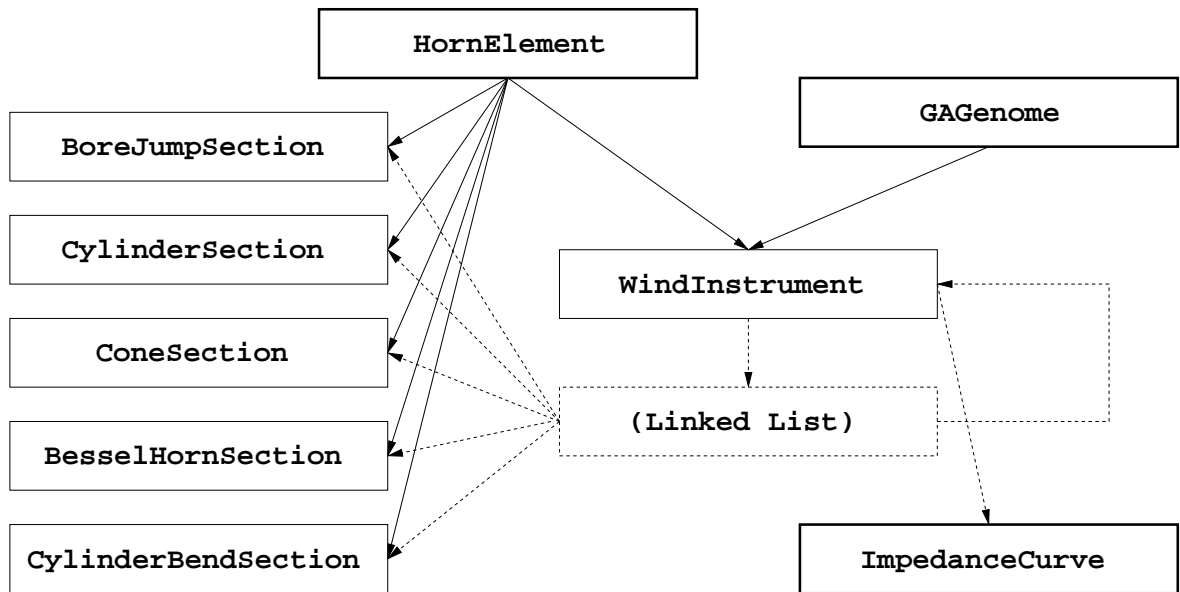 HornElement
GAGenome
BoreJumpSection
CylinderSection
WindInstrument
ConeSection
(Linked List)
BesselHornSection
CylinderBendSection
ImpedanceCurve